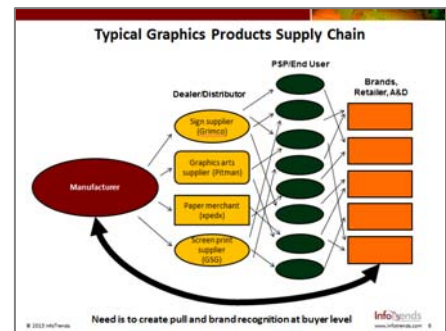 Typical Graphics Products Supply Chain
PSP/End User
Dealer/Distributor
Brands,
Retailer, A&D
Sign supplier
(Grimco)
Graphics arts
supplier (Pitman)
Manufacturer
Paper merchant
(xpedx)
Screen print
supplier
(GSG)
Need is to create pull and brand recognition at buyer level
InfoTrends
© 2013 InfoTrends
www.infotrends.com